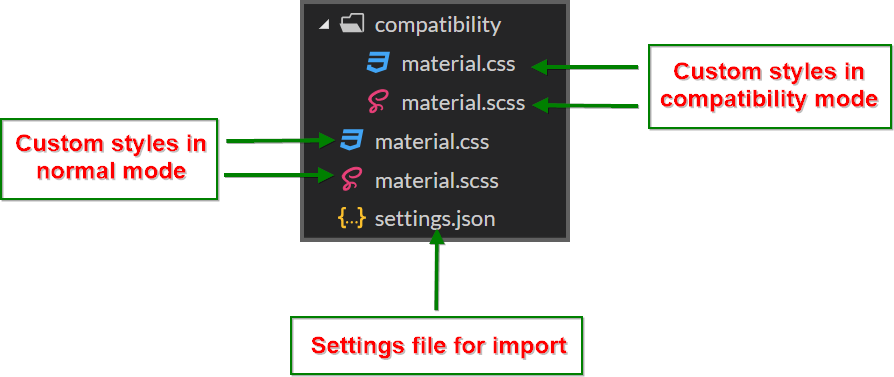 compatibility
material.css
material.scss
Custom styles in
compatibility mode
Custom styles in
normal mode
material.css
material.scss
{...} settings.json
Settings file for import